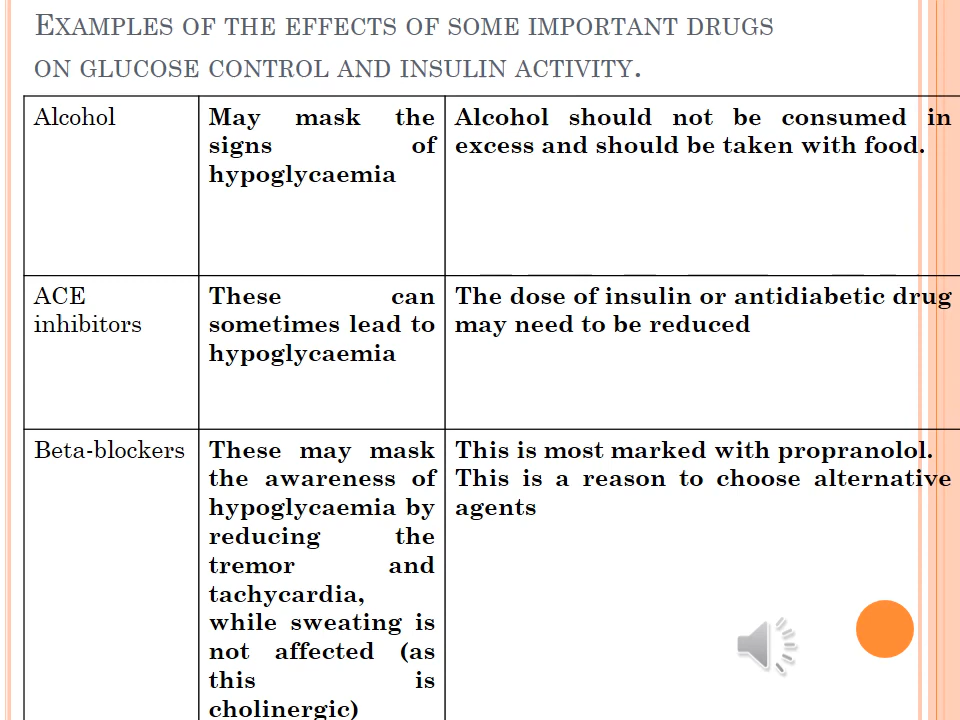 EXAMPLES OF THE EFFECTS OF SOME IMPORTANT DRUGS
ON GLUCOSE CONTROL AND INSULIN ACTIVITY.
Alcohol
May mask the
signs of
hypoglycaemia
Alcohol should not be consumed in
excess and should be taken with food.
ACE
inhibitors
These can
sometimes lead to
hypoglycaemia
The dose of insulin or antidiabetic drug
may need to be reduced
Beta-blockers
These may mask
the awareness of
hypoglycaemia by
reducing the
tremor and
tachycardia,
while sweating is
not affected (as
this is
cholinergic)
This is most marked with propranolol.
This is a reason to choose alternative
agents